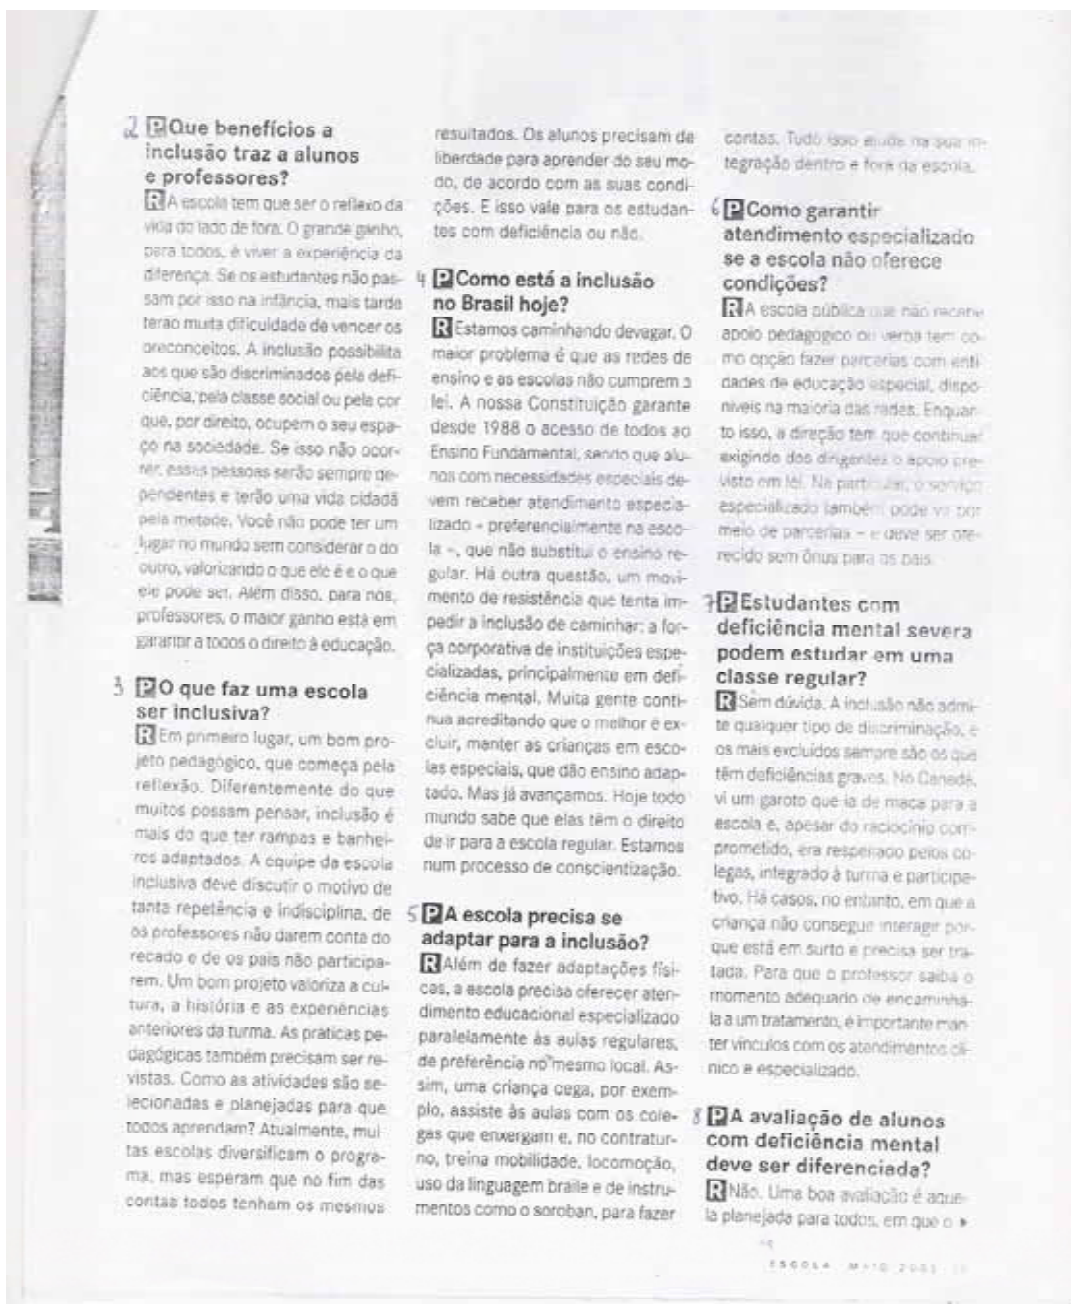 2 P Que benefícios a
inclusão traz a alunos
e professores?
R A escola tem que ser o reflexo da
vida do lado de fora. O grande ganho,
para todos, é viver a experiência da
diferença. Se os estudantes não pas-
sam por isso na infância, mais tarde
terão muita dificuldade de vencer os
preconceitos. A inclusão possibilita
aos que são discriminados pela defi-
ciência, pela classe social ou pela cor
que, por direito, ocupem o seu espa-
ço na sociedade. Se isso não ocor-
rer, essas pessoas serão sempre de-
pendentes e terão uma vida cidadã
pela metade. Você não pode ter um
lugar no mundo sem considerar o do
outro, valorizando o que ele é e o que
ele pode ser. Além disso, para nós,
professores, o maior ganho está em
garantir a todos o direito à educação.
3 P O que faz uma escola
ser inclusiva?
R Em primeiro lugar, um bom pro-
jeto pedagógico, que começa pela
reflexão. Diferentemente do que
muitos possam pensar, inclusão é
mais do que ter rampas e banhei-
ros adaptados. A equipe da escola
inclusiva deve discutir o motivo de
tanta repetência e indisciplina, de
os professores não darem conta do
recado e de os pais não participa-
rem. Um bom projeto valoriza a cul-
tura, a história e as experiências
anteriores da turma. As práticas pe-
dagógicas também precisam ser re-
vistas. Como as atividades são se-
lecionadas e planejadas para que
todos aprendam? Atualmente, mui
tas escolas diversificam o progra-
ma, mas esperam que no fim das
contas todos tenham os mesmos
resultados. Os alunos precisam de
liberdade para aprender do seu mo-
do, de acordo com as suas condi-
ções. E isso vale para os estudan-
tes com deficiência ou não.
4 P Como está a inclusão
no Brasil hoje?
R Estamos caminhando devagar. O
maior problema é que as redes de
ensino e as escolas não cumprem a
lei. A nossa Constituição garante
desde 1988 o acesso de todos ao
Ensino Fundamental, sendo que alu-
nos com necessidades especiais de-
vem receber atendimento especia-
lizado – preferencialmente na esco-
la –, que não substitui o ensino re-
gular. Há outra questão, um movi-
mento de resistência que tenta im-
pedir a inclusão de caminhar: a for-
ça corporativa de instituições espe-
cializadas, principalmente em defi-
ciência mental. Muita gente conti-
nua acreditando que o melhor é ex-
cluir, manter as crianças em esco-
las especiais, que dão ensino adap-
tado. Mas já avançamos. Hoje todo
mundo sabe que elas têm o direito
de ir para a escola regular. Estamos
num processo de conscientização.
5 P A escola precisa se
adaptar para a inclusão?
R Além de fazer adaptações físi-
cas, a escola precisa oferecer aten-
dimento educacional especializado
paralelamente às aulas regulares,
de preferência no mesmo local. As-
sim, uma criança cega, por exem-
plo, assiste às aulas com os cole-
gas que enxergam e, no contratur-
no, treina mobilidade, locomoção,
uso da linguagem braile e de instru-
mentos como o soroban, para fazer
contas. Tudo isso ajuda na sua in-
tegração dentro e fora da escola.
6 P Como garantir
atendimento especializado
se a escola não oferece
condições?
R A escola pública que não recebe
apoio pedagógico ou verba tem co-
mo opção fazer parcerias com enti
dades de educação especial, dispo-
níveis na maioria das redes. Enquan-
to isso, a direção tem que continuar
exigindo dos dirigentes o apoio pre-
visto em lei. Na particular, o serviço
especializado também pode vir por
meio de parcerias – e deve ser ofe-
recido sem ônus para os pais.
7 P Estudantes com
deficiência mental severa
podem estudar em uma
classe regular?
R Sem dúvida. A inclusão não admi-
te qualquer tipo de discriminação, e
os mais excluídos sempre são os que
têm deficiências graves. No Canadá,
vi um garoto que ia de maca para a
escola e, apesar do raciocínio com-
prometido, era respeitado pelos co-
legas, integrado à turma e participa-
tivo. Há casos, no entanto, em que a
criança não consegue interagir por-
que está em surto e precisa ser tra-
tada. Para que o professor saiba o
momento adequado de encaminhá-
la a um tratamento, é importante man
ter vínculos com os atendimentos clí-
nico e especializado.
8 P A avaliação de alunos
com deficiência mental
deve ser diferenciada?
R Não. Uma boa avaliação é aque-
la planejada para todos, em que o ▶
ESCOLA MAIO